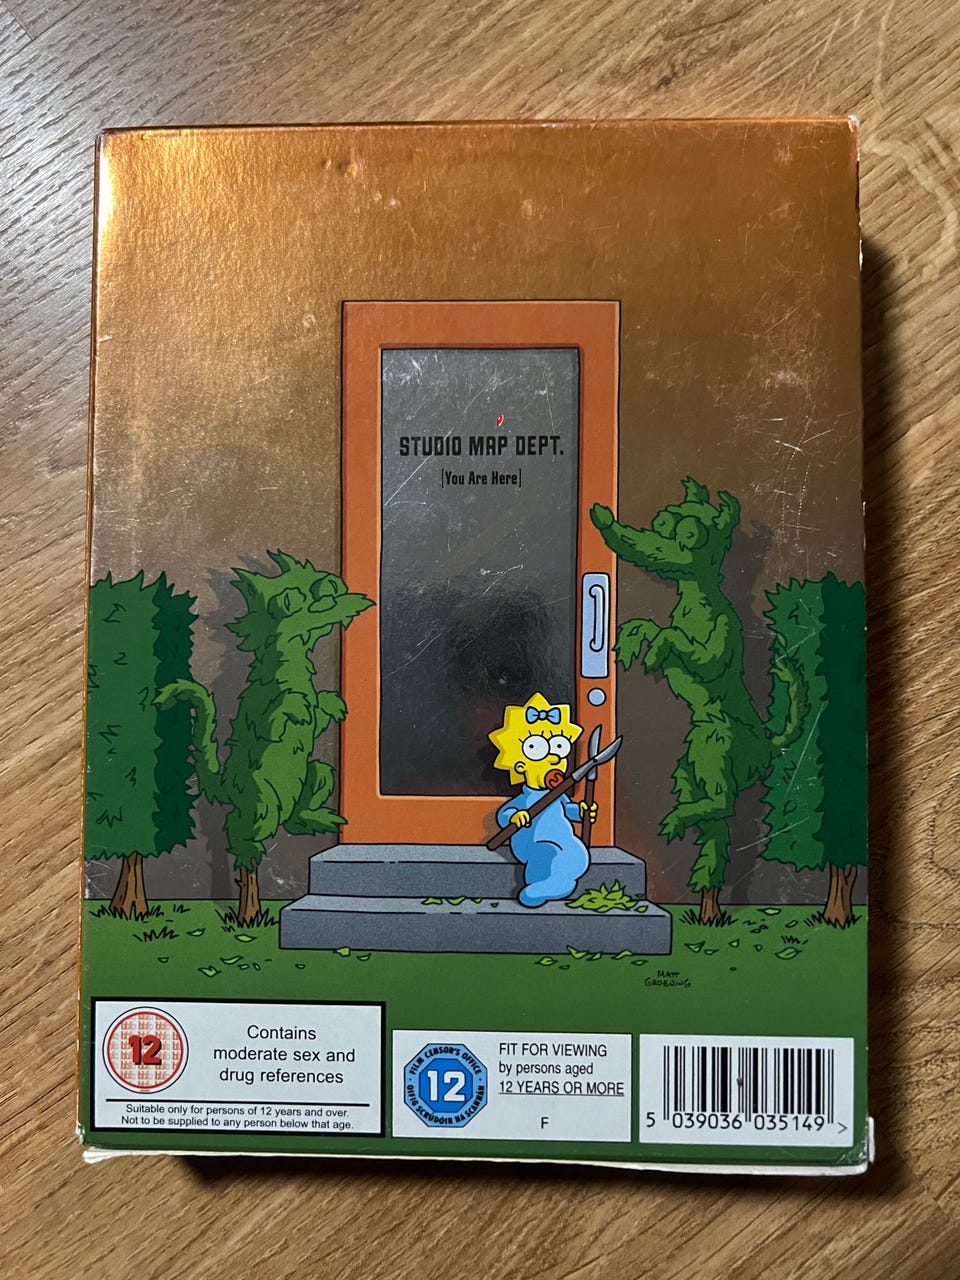 STUDIO MAP DEPT.
[You Are Here]
MATT
GROENING
12
Contains
moderate sex and
drug references
Suitable only for persons of 12 years and over.
Not to be supplied to any person below that age.
· FILM CENSOR'S OFFICE ·
12
OIFIG SCRÚDÓIR NA SCANNÁN
FIT FOR VIEWING
by persons aged
12 YEARS OR MORE
F
5 039036 035149 >